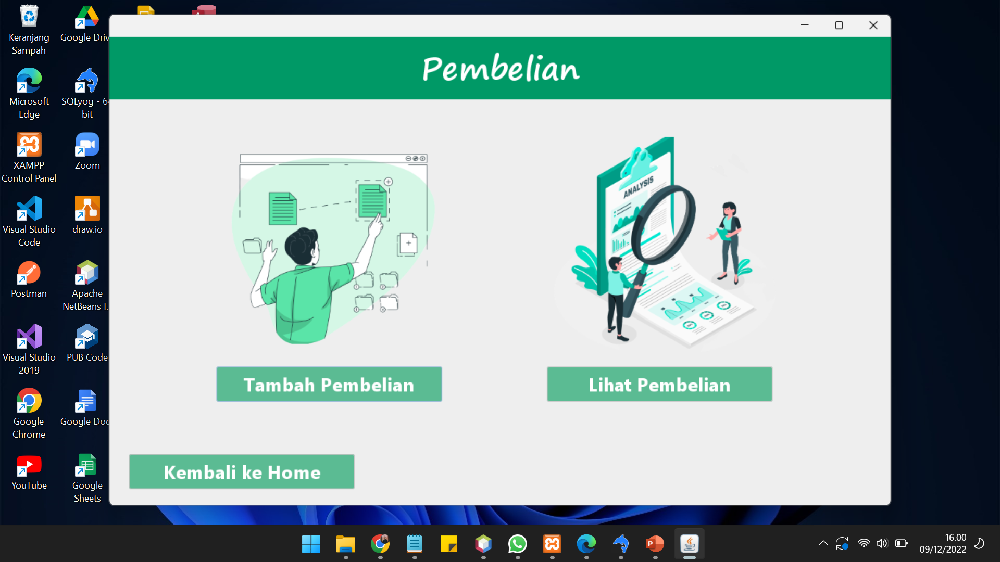 Keranjang
Sampah
Google Driv
Microsoft
Edge
SQLyog - 64
bit
XAMPP
Control Panel
Zoom
Visual Studio
Code
draw.io
Postman
Apache
NetBeans I...
Visual Studio
2019
PUB Code
Google
Chrome
Google Doc
YouTube
Google
Sheets
Pembelian
ANALYSIS
Tambah Pembelian
Lihat Pembelian
Kembali ke Home
16.00
09/12/2022